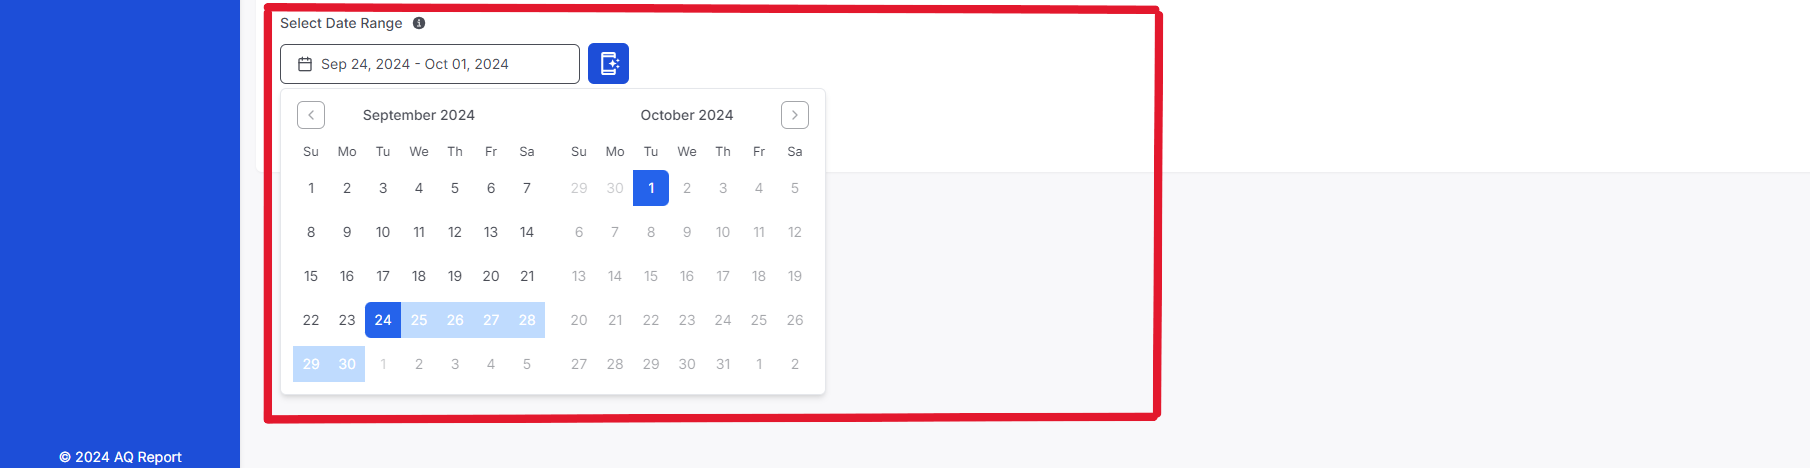 Select Date Range
Sep 24, 2024 - Oct 01, 2024
September 2024
Su Mo Tu We Th Fr Sa
1 2 3 4 5 6 7
8 9 10 11 12 13 14
15 16 17 18 19 20 21
22 23 24 25 26 27 28
29 30 1 2 3 4 5
October 2024
Su Mo Tu We Th Fr Sa
29 30 1 2 3 4 5
6 7 8 9 10 11 12
13 14 15 16 17 18 19
20 21 22 23 24 25 26
27 28 29 30 31 1 2
© 2024 AQ Report